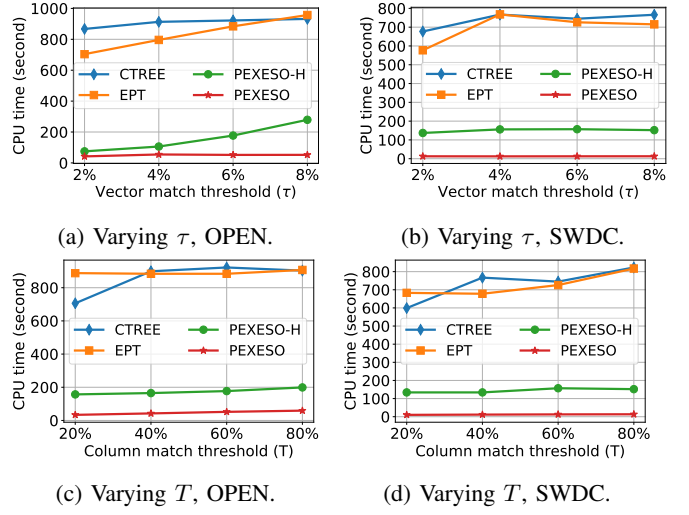 1000
800
600
400
200
0
CPU time (second)
CTREE
EPT
PEXESO-H
PEXESO
2% 4% 6% 8%
Vector match threshold (τ)
(a) Varying τ, OPEN.
800
700
600
500
400
300
200
100
0
CPU time (second)
CTREE
EPT
PEXESO-H
PEXESO
2% 4% 6% 8%
Vector match threshold (τ)
(b) Varying τ, SWDC.
800
600
400
200
0
CPU time (second)
CTREE
EPT
PEXESO-H
PEXESO
20% 40% 60% 80%
Column match threshold (T)
(c) Varying T, OPEN.
800
700
600
500
400
300
200
100
0
CPU time (second)
CTREE
EPT
PEXESO-H
PEXESO
20% 40% 60% 80%
Column match threshold (T)
(d) Varying T, SWDC.